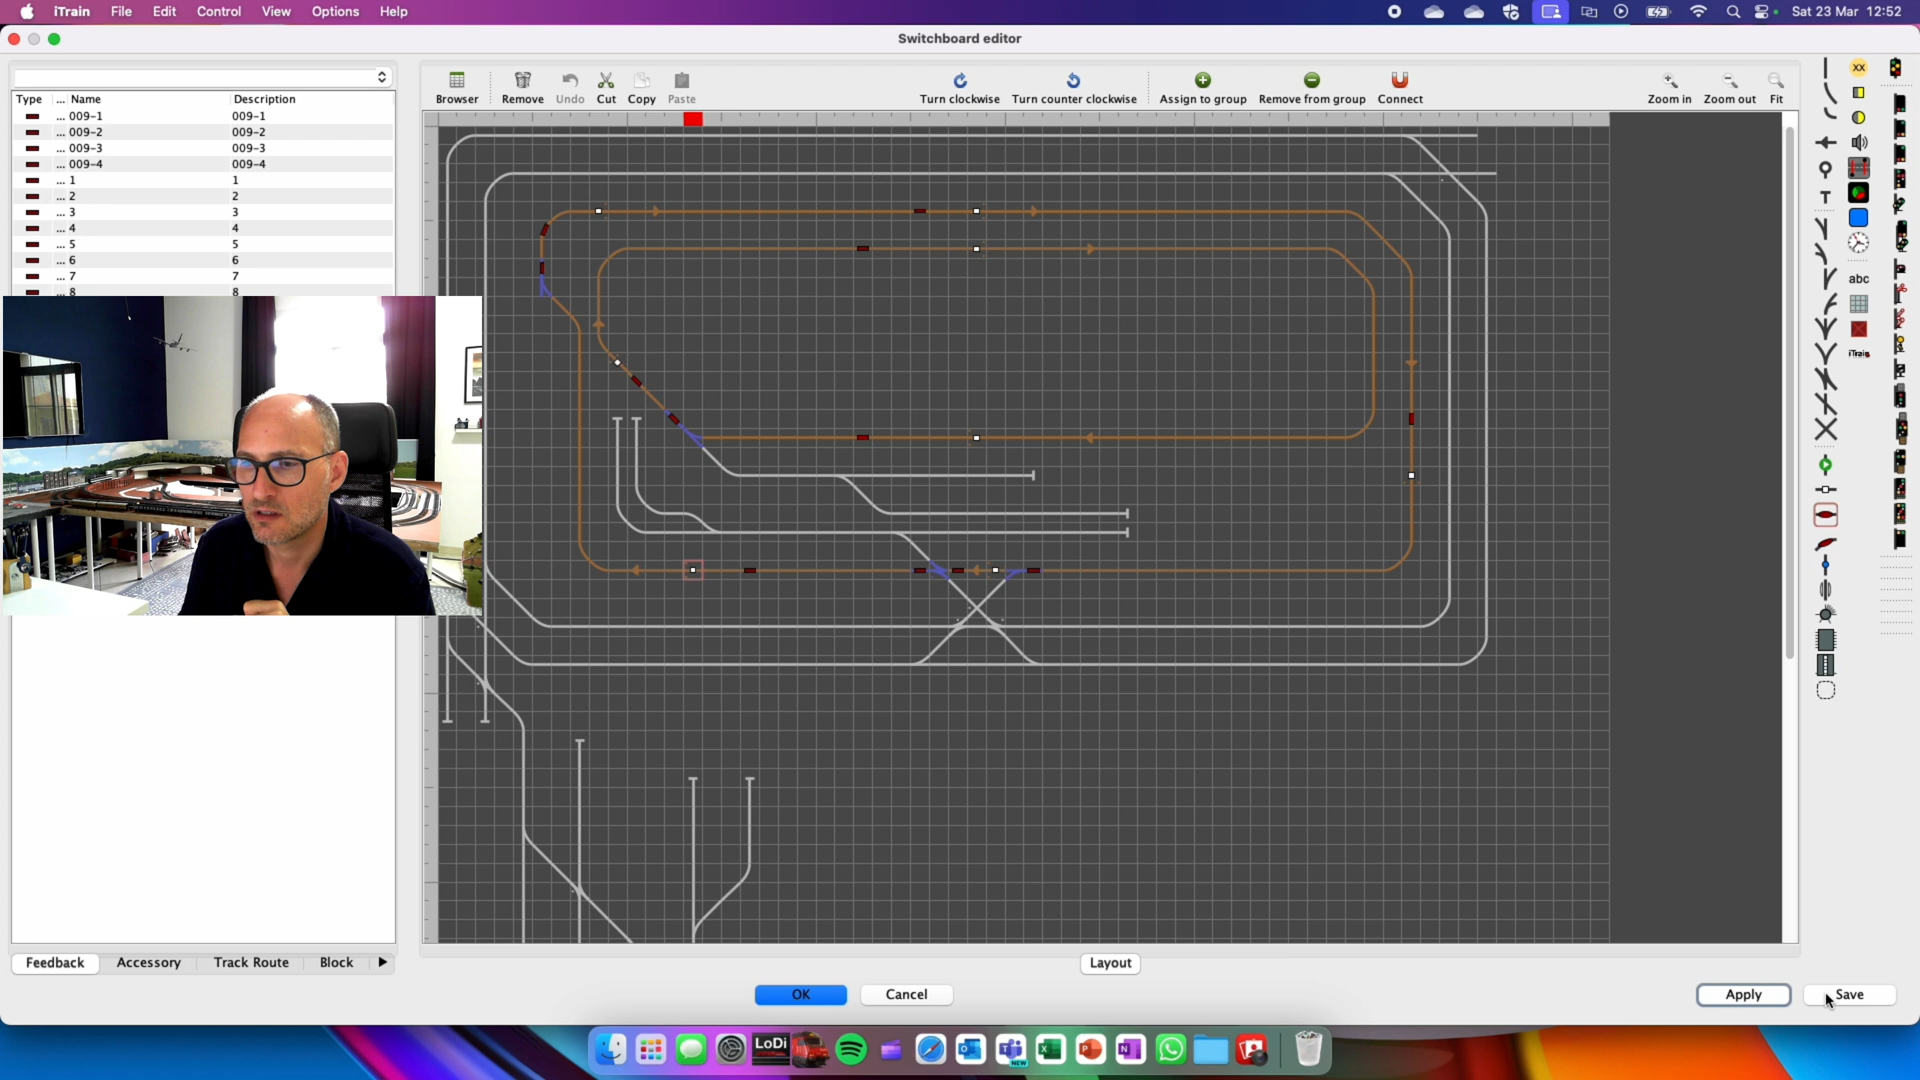 iTrain File Edit Control View Options Help Sat 23 Mar 12:52
Switchboard editor
Browser Remove Undo Cut Copy Paste Turn clockwise Turn counter clockwise Assign to group Remove from group Connect Zoom in Zoom out Fit
Type ... Name Description
... 009-1 009-1
... 009-2 009-2
... 009-3 009-3
... 009-4 009-4
... 1 1
... 2 2
... 3 3
... 4 4
... 5 5
... 6 6
... 7 7
... 8 8
XX
abc
iTrain
Feedback Accessory Track Route Block
Layout
OK Cancel Apply Save
LoDi
NEW